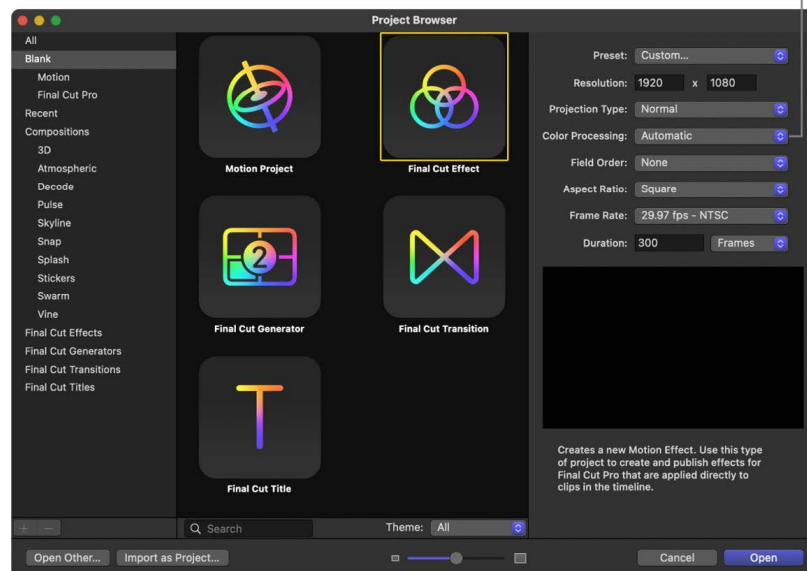 Project Browser
All
Blank
Motion
Final Cut Pro
Recent
Compositions
3D
Atmospheric
Decode
Pulse
Skyline
Snap
Splash
Stickers
Swarm
Vine
Final Cut Effects
Final Cut Generators
Final Cut Transitions
Final Cut Titles
Motion Project
Final Cut Effect
2
Final Cut Generator
Final Cut Transition
T
Final Cut Title
Search
Theme: All
Preset: Custom...
Resolution: 1920 x 1080
Projection Type: Normal
Color Processing: Automatic
Field Order: None
Aspect Ratio: Square
Frame Rate: 29.97 fps - NTSC
Duration: 300 Frames
Creates a new Motion Effect. Use this type
of project to create and publish effects for
Final Cut Pro that are applied directly to
clips in the timeline.
Open Other... Import as Project... Cancel Open